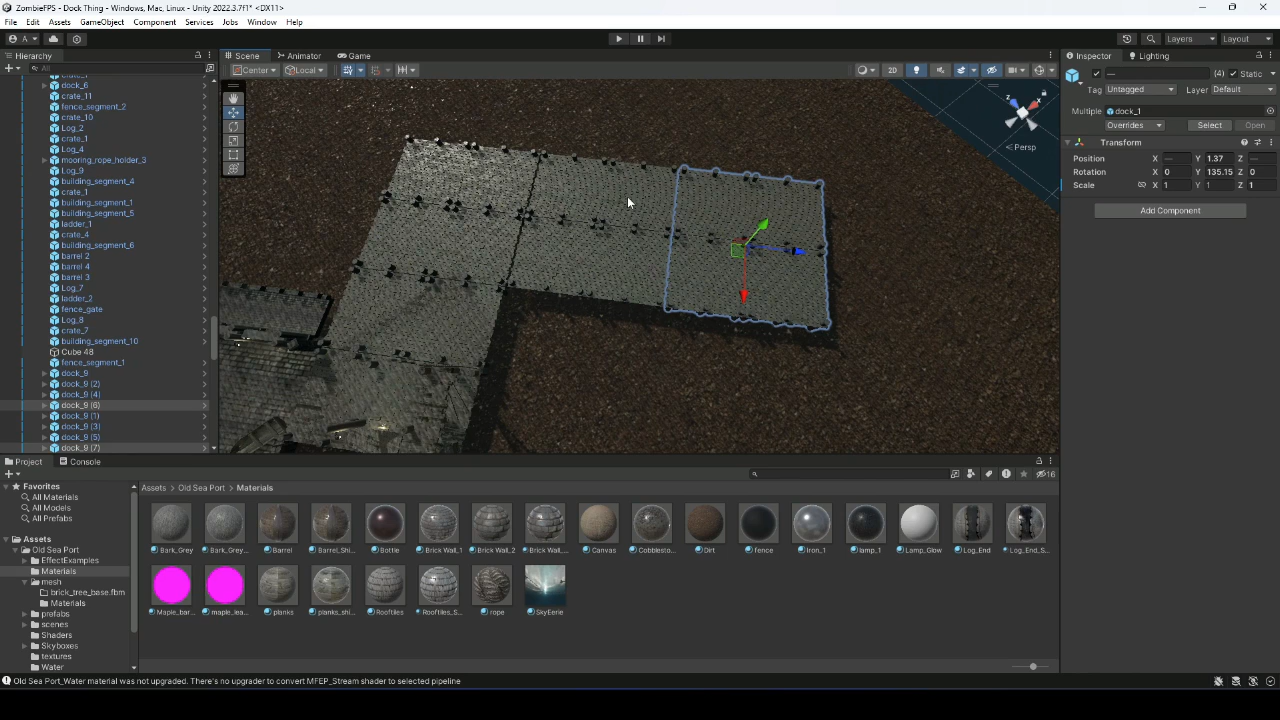 ZombieFPS - Dock Thing - Windows, Mac, Linux - Unity 2022.3.7f1* <DX11>
File Edit Assets GameObject Component Services Jobs Window Help
A
Layers Layout
Hierarchy
All
dock_6
crate_11
fence_segment_2
crate_10
Log_2
crate_1
Log_4
mooring_rope_holder_3
Log_9
building_segment_4
crate_1
building_segment_1
building_segment_5
ladder_1
crate_4
building_segment_6
barrel 2
barrel 4
barrel 3
Log_7
ladder_2
fence_gate
Log_8
crate_7
building_segment_10
Cube 48
fence_segment_1
dock_9
dock_9 (2)
dock_9 (4)
dock_9 (6)
dock_9 (1)
dock_9 (3)
dock_9 (5)
dock_9 (7)
Scene Animator Game
Center Local 2D
z x
Persp
Inspector Lighting
— (4) Static
Tag Untagged Layer Default
Multiple dock_1
Overrides Select Open
Transform
Position X — Y 1.37 Z —
Rotation X 0 Y 135.15 Z 0
Scale X 1 Y 1 Z 1
Add Component
Project Console
16
Favorites
All Materials
All Models
All Prefabs
Assets
Old Sea Port
EffectExamples
Materials
mesh
brick_tree_base.fbm
Materials
prefabs
scenes
Shaders
Skyboxes
textures
Water
Assets > Old Sea Port > Materials
Bark_Grey Bark_Grey... Barrel Barrel_Shi... Bottle Brick Wall_1 Brick Wall_2 Brick Wall_... Canvas Cobblesto... Dirt fence Iron_1 lamp_1 Lamp_Glow Log_End Log_End_S...
Maple_bar... maple_lea... planks planks_shi... Rooftiles Rooftiles_S... rope SkyEerie
Old Sea Port_Water material was not upgraded. There's no upgrader to convert MFEP_Stream shader to selected pipeline